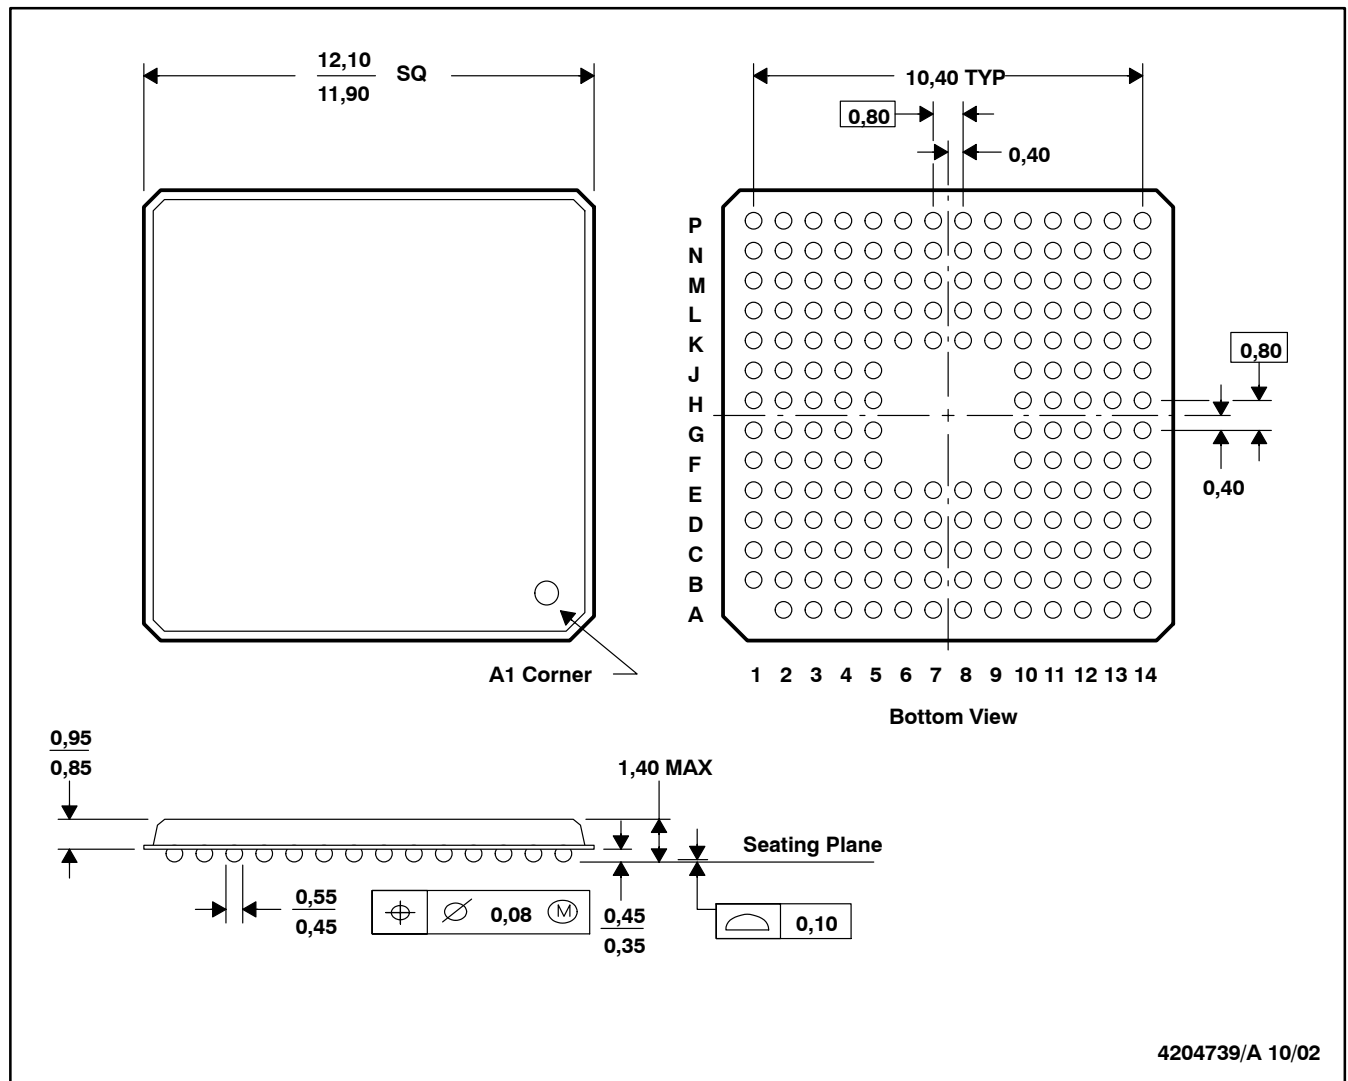 12,10
11,90
SQ
10,40 TYP
0,80
0,40
P
N
M
L
K
J
H
G
F
E
D
C
B
A
0,80
0,40
A1 Corner
1 2 3 4 5 6 7 8 9 10 11 12 13 14
Bottom View
0,95
0,85
1,40 MAX
Seating Plane
0,55
0,45
0,08 M
0,45
0,35
0,10
4204739/A 10/02